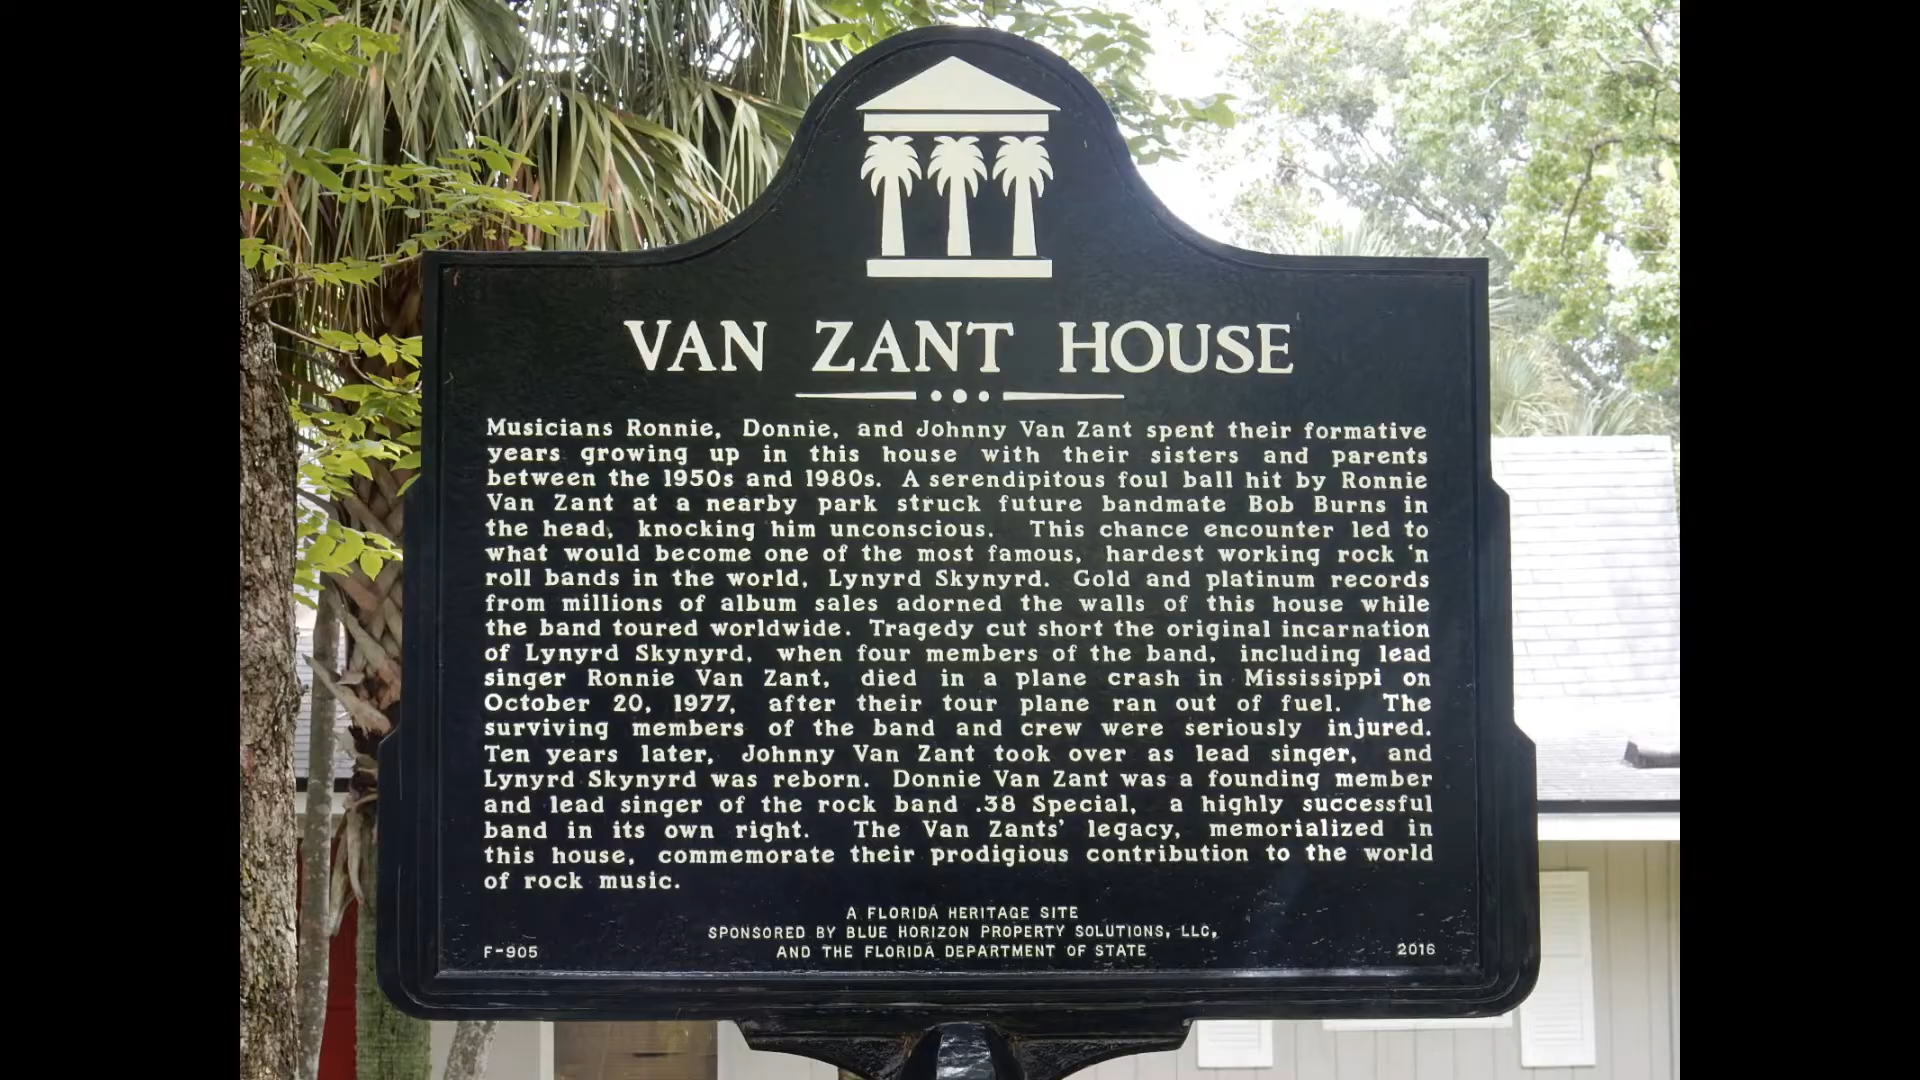 VAN ZANT HOUSE
Musicians Ronnie, Donnie, and Johnny Van Zant spent their formative
years growing up in this house with their sisters and parents
between the 1950s and 1980s. A serendipitous foul ball hit by Ronnie
Van Zant at a nearby park struck future bandmate Bob Burns in
the head, knocking him unconscious. This chance encounter led to
what would become one of the most famous, hardest working rock 'n
roll bands in the world, Lynyrd Skynyrd. Gold and platinum records
from millions of album sales adorned the walls of this house while
the band toured worldwide. Tragedy cut short the original incarnation
of Lynyrd Skynyrd, when four members of the band, including lead
singer Ronnie Van Zant, died in a plane crash in Mississippi on
October 20, 1977, after their tour plane ran out of fuel. The
surviving members of the band and crew were seriously injured.
Ten years later, Johnny Van Zant took over as lead singer, and
Lynyrd Skynyrd was reborn. Donnie Van Zant was a founding member
and lead singer of the rock band .38 Special, a highly successful
band in its own right. The Van Zants' legacy, memorialized in
this house, commemorate their prodigious contribution to the world
of rock music.
A FLORIDA HERITAGE SITE
SPONSORED BY BLUE HORIZON PROPERTY SOLUTIONS, LLC,
F-905 AND THE FLORIDA DEPARTMENT OF STATE 2016